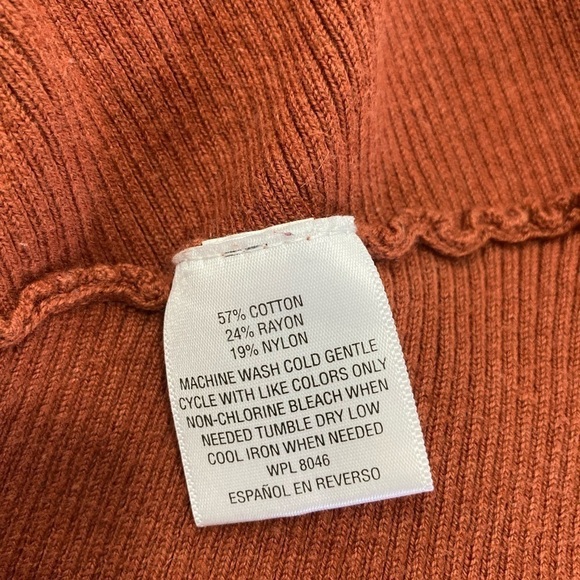 57% COTTON
24% RAYON
19% NYLON
MACHINE WASH COLD GENTLE
CYCLE WITH LIKE COLORS ONLY
NON-CHLORINE BLEACH WHEN
NEEDED TUMBLE DRY LOW
COOL IRON WHEN NEEDED
WPL 8046
ESPAÑOL EN REVERSO